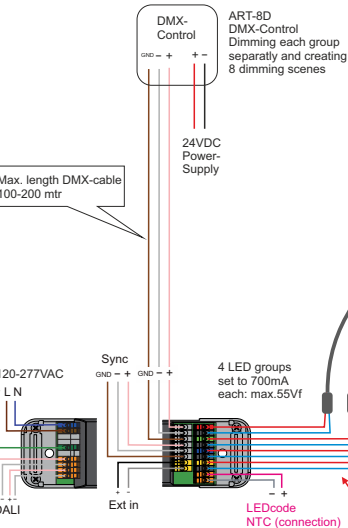 DMX-
Control
GND – + + –
ART-8D
DMX-Control
Dimming each group
separatly and creating
8 dimming scenes
24VDC
Power-
Supply
Max. length DMX-cable
100-200 mtr
120-277VAC
L N
Sync
GND – + GND – +
4 LED groups
set to 700mA
each: max.55Vf
DALI
+ -
Ext in
– +
LEDcode
NTC (connection)